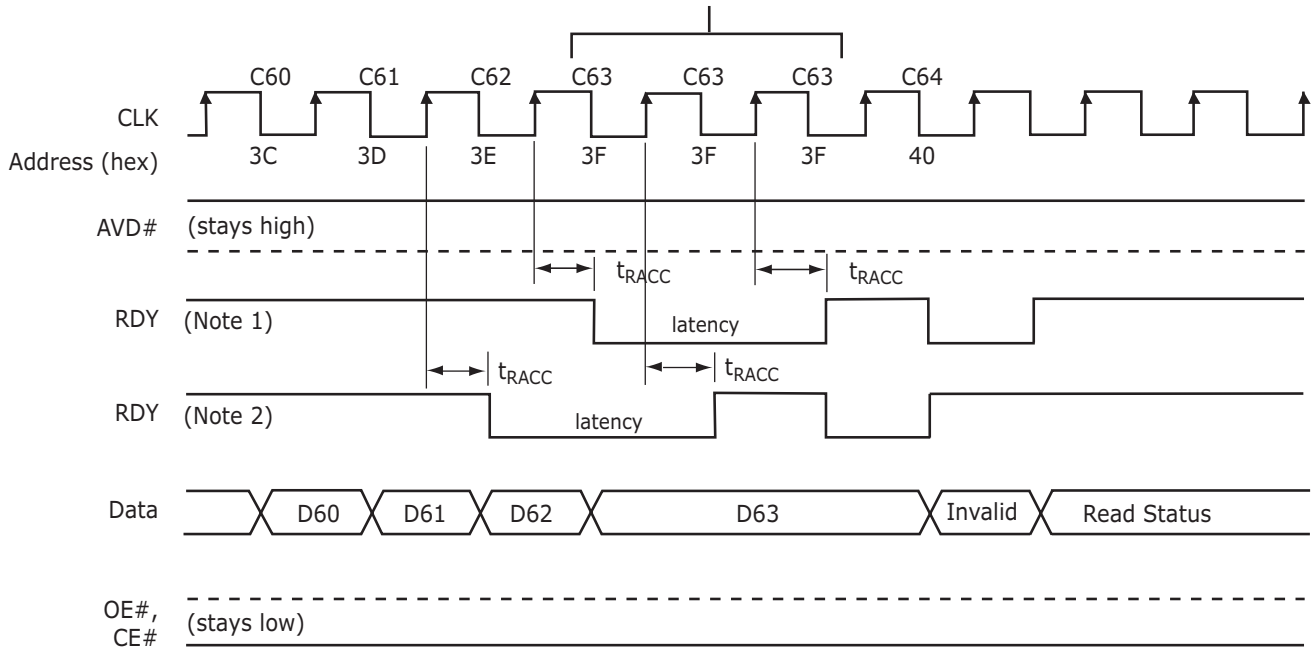 C60 C61 C62 C63 C63 C63 C64
CLK
Address (hex) 3C 3D 3E 3F 3F 3F 40
AVD# (stays high)
tRACC tRACC
RDY (Note 1) latency
tRACC tRACC
RDY (Note 2) latency
Data D60 D61 D62 D63 Invalid Read Status
OE#,
CE# (stays low)